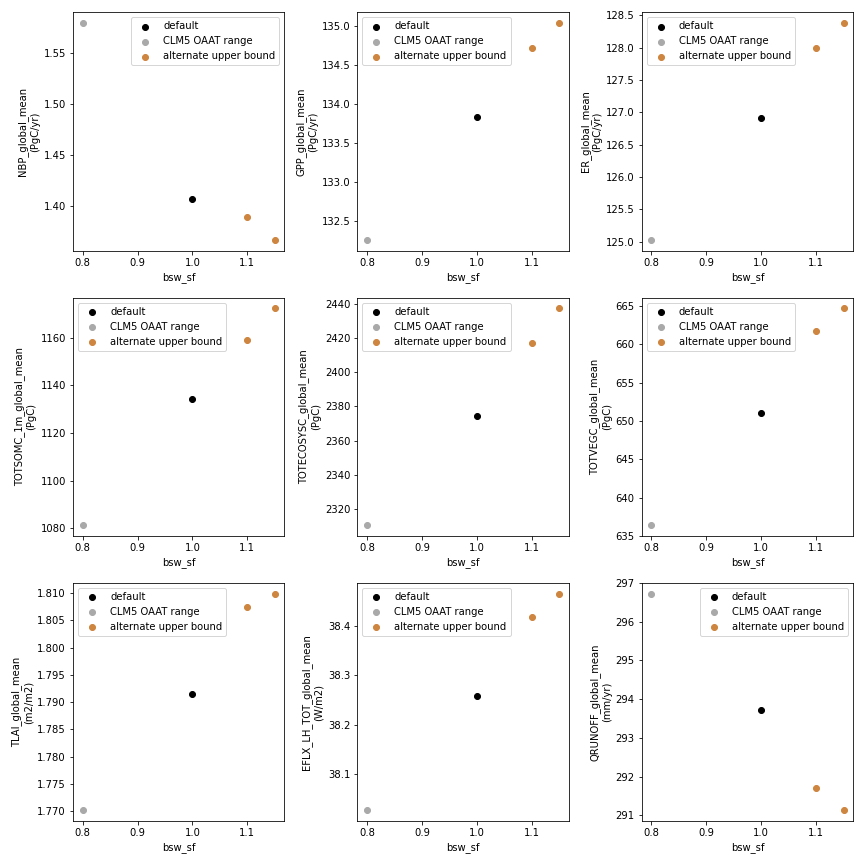 NBP_global_mean
(PgC/yr)
1.55
1.50
1.45
1.40
default
CLM5 OAAT range
alternate upper bound
0.8 0.9 1.0 1.1
bsw_sf
GPP_global_mean
(PgC/yr)
135.0
134.5
134.0
133.5
133.0
132.5
default
CLM5 OAAT range
alternate upper bound
0.8 0.9 1.0 1.1
bsw_sf
ER_global_mean
(PgC/yr)
128.5
128.0
127.5
127.0
126.5
126.0
125.5
125.0
default
CLM5 OAAT range
alternate upper bound
0.8 0.9 1.0 1.1
bsw_sf
TOTSOMC_1m_global_mean
(PgC)
1160
1140
1120
1100
1080
default
CLM5 OAAT range
alternate upper bound
0.8 0.9 1.0 1.1
bsw_sf
TOTECOSYSC_global_mean
(PgC)
2440
2420
2400
2380
2360
2340
2320
default
CLM5 OAAT range
alternate upper bound
0.8 0.9 1.0 1.1
bsw_sf
TOTVEGC_global_mean
(PgC)
665
660
655
650
645
640
635
default
CLM5 OAAT range
alternate upper bound
0.8 0.9 1.0 1.1
bsw_sf
TLAI_global_mean
(m2/m2)
1.810
1.805
1.800
1.795
1.790
1.785
1.780
1.775
1.770
default
CLM5 OAAT range
alternate upper bound
0.8 0.9 1.0 1.1
bsw_sf
EFLX_LH_TOT_global_mean
(W/m2)
38.4
38.3
38.2
38.1
default
CLM5 OAAT range
alternate upper bound
0.8 0.9 1.0 1.1
bsw_sf
QRUNOFF_global_mean
(mm/yr)
297
296
295
294
293
292
291
default
CLM5 OAAT range
alternate upper bound
0.8 0.9 1.0 1.1
bsw_sf